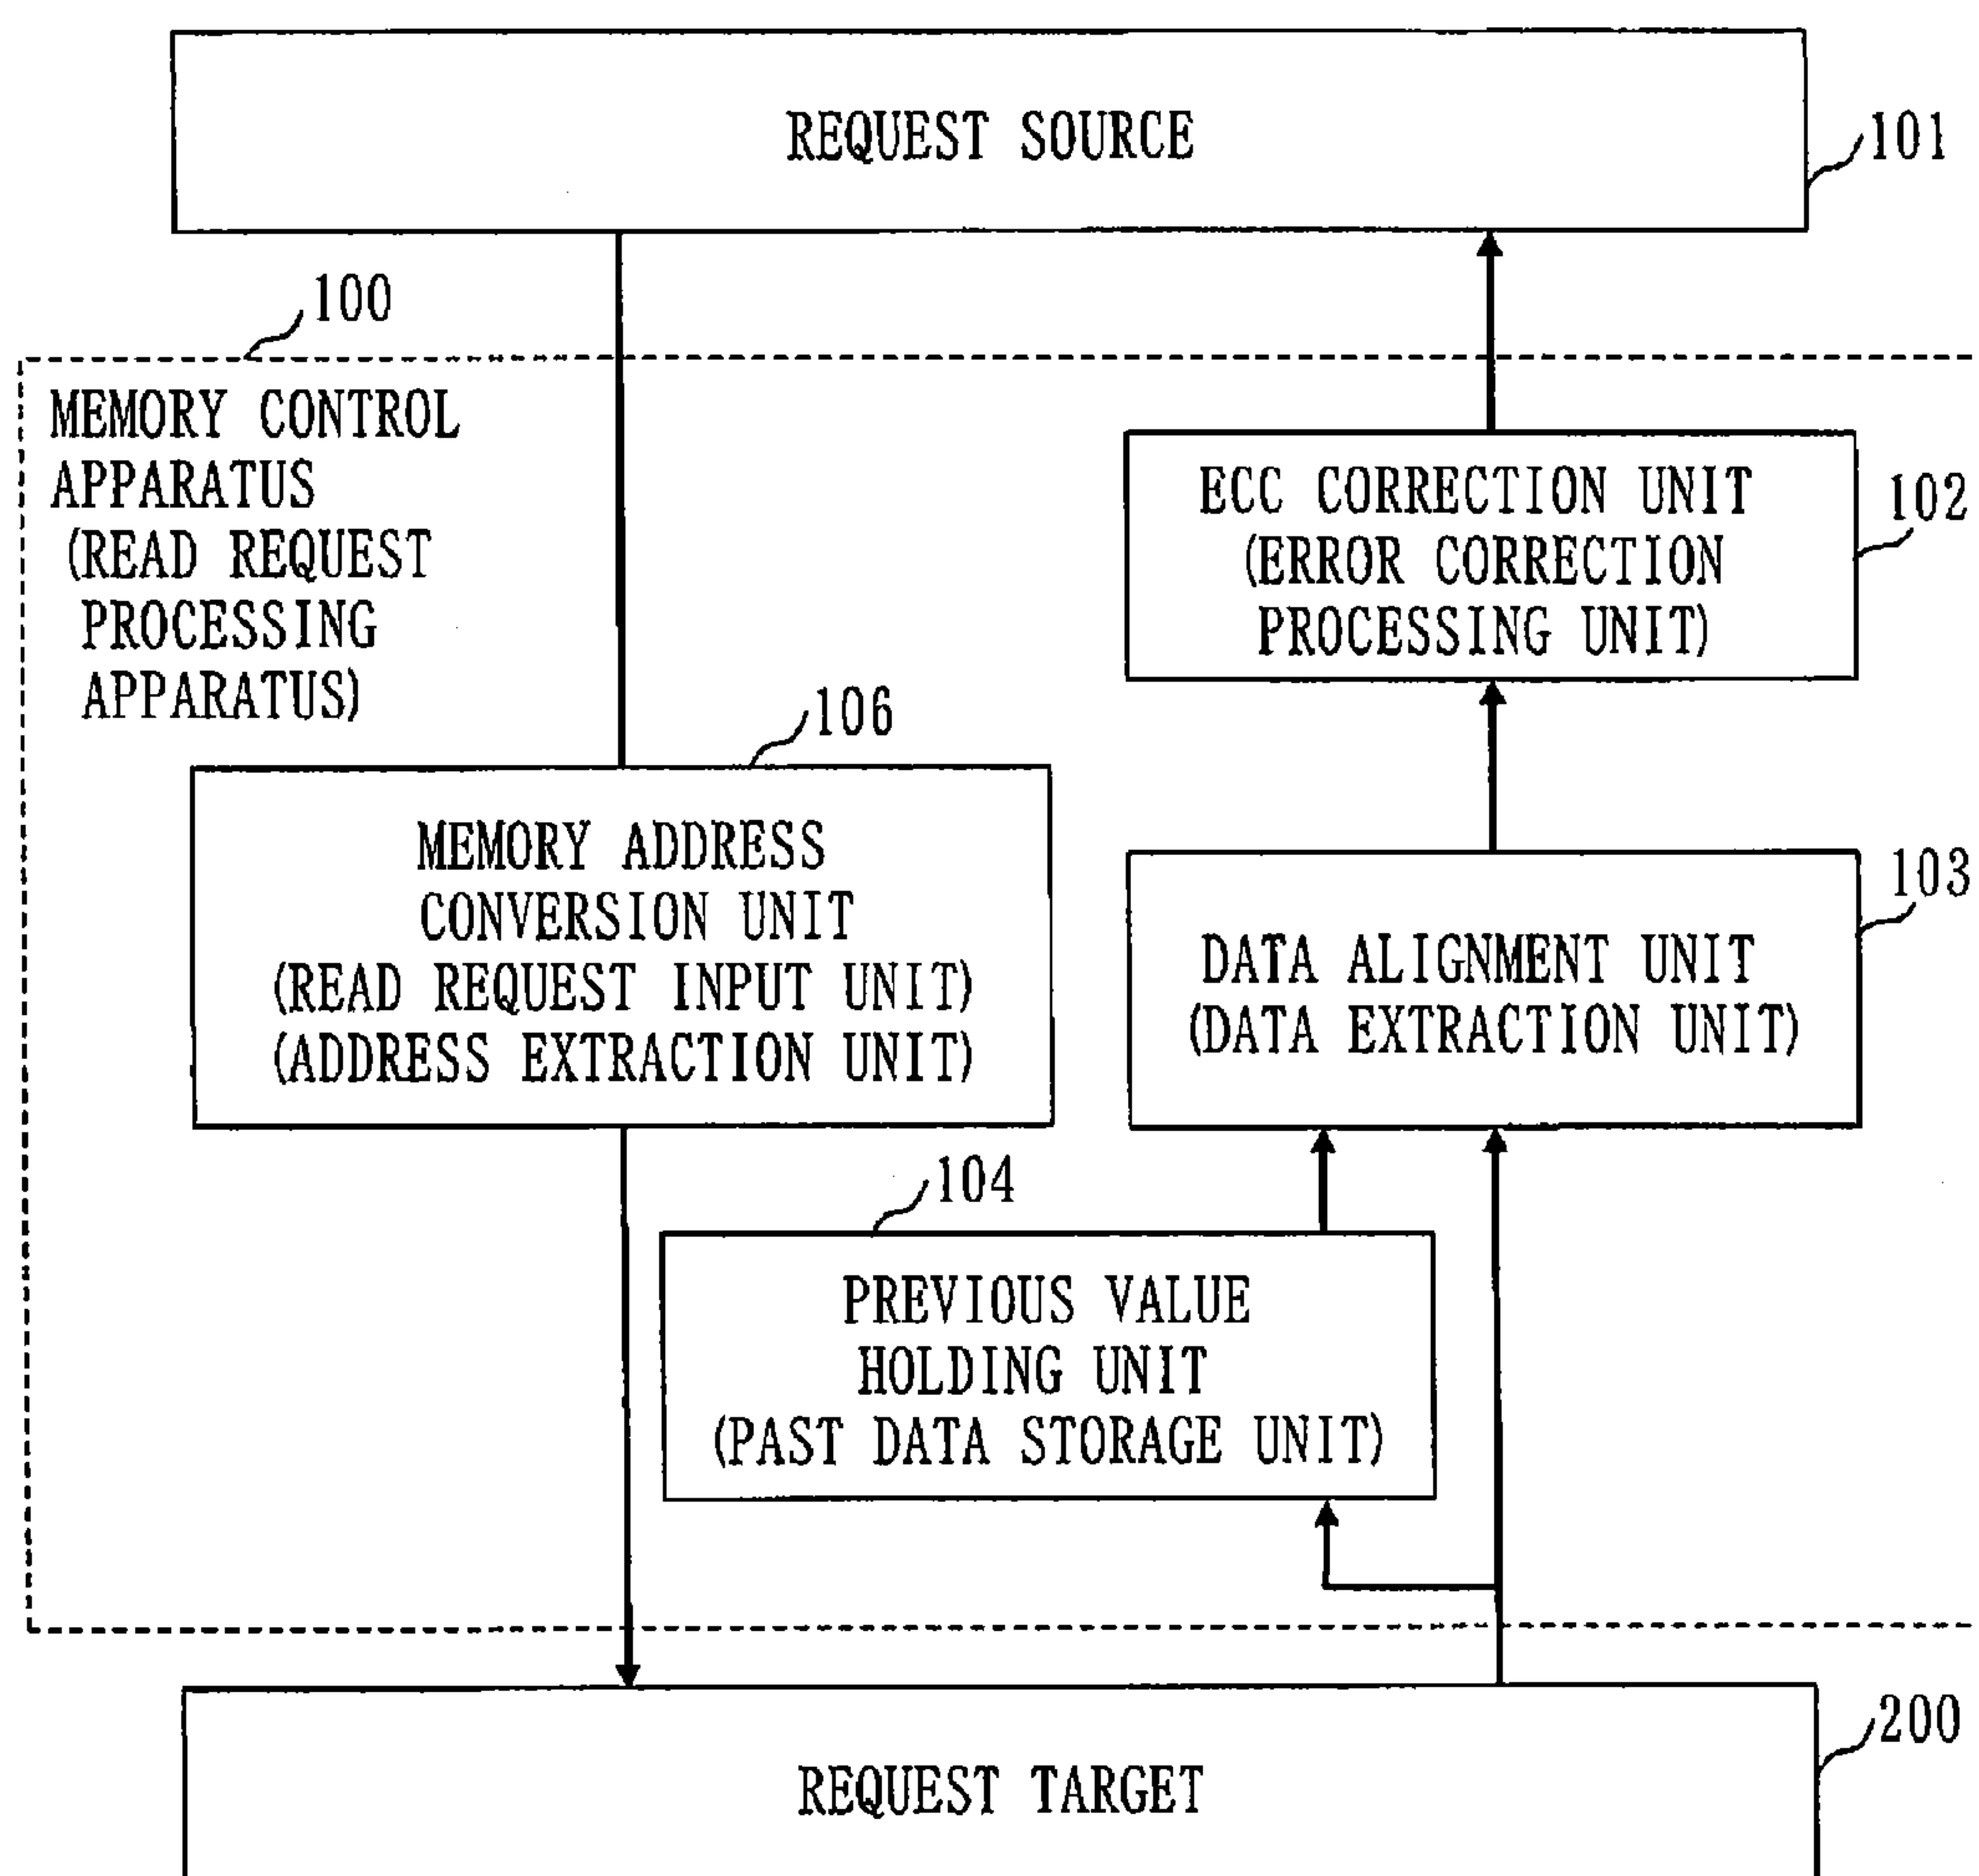 REQUEST SOURCE
101
100
MEMORY CONTROL
APPARATUS
(READ REQUEST
PROCESSING
APPARATUS)
ECC CORRECTION UNIT
(ERROR CORRECTION
PROCESSING UNIT)
102
106
MEMORY ADDRESS
CONVERSION UNIT
(READ REQUEST INPUT UNIT)
(ADDRESS EXTRACTION UNIT)
103
DATA ALIGNMENT UNIT
(DATA EXTRACTION UNIT)
104
PREVIOUS VALUE
HOLDING UNIT
(PAST DATA STORAGE UNIT)
200
REQUEST TARGET